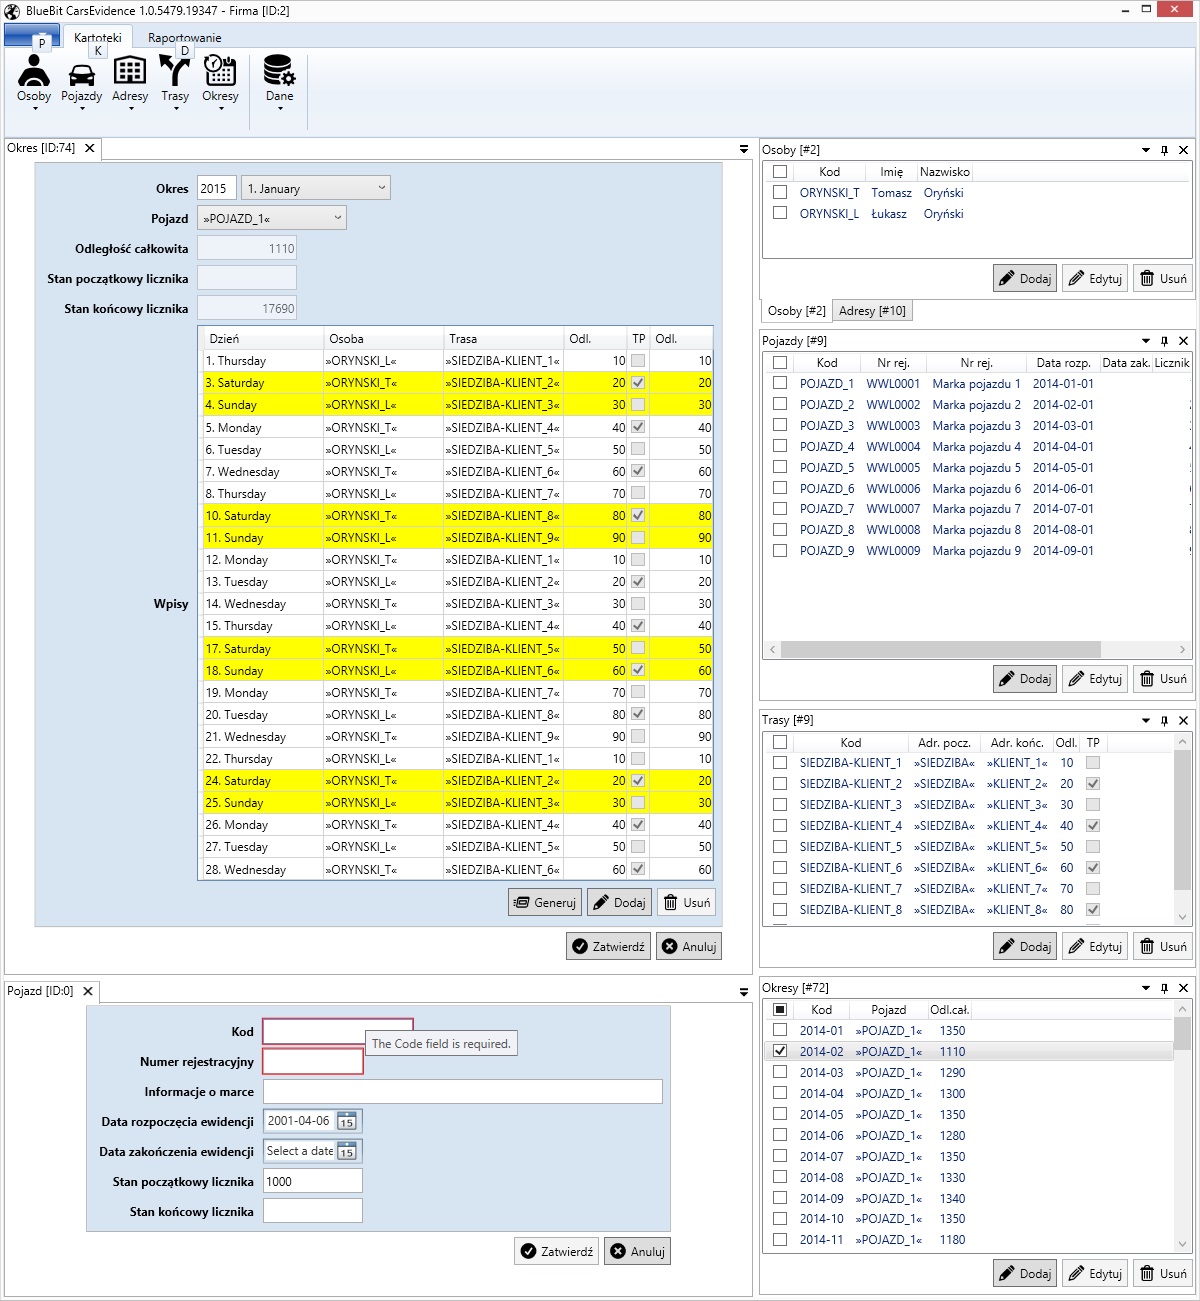 BlueBit CarsEvidence 1.0.5479.19347 - Firma [ID:2]
Kartoteki Raportowanie
P K D
Osoby Pojazdy Adresy Trasy Okresy Dane
Okres [ID:74]
Okres 2015 1. January
Pojazd »POJAZD_1«
Odległość całkowita 1110
Stan początkowy licznika
Stan końcowy licznika 17690
Wpisy
Dzień Osoba Trasa Odl. TP Odl.
1. Thursday »ORYNSKI_L« »SIEDZIBA-KLIENT_1« 10 10
3. Saturday »ORYNSKI_T« »SIEDZIBA-KLIENT_2« 20 20
4. Sunday »ORYNSKI_L« »SIEDZIBA-KLIENT_3« 30 30
5. Monday »ORYNSKI_T« »SIEDZIBA-KLIENT_4« 40 40
6. Tuesday »ORYNSKI_L« »SIEDZIBA-KLIENT_5« 50 50
7. Wednesday »ORYNSKI_T« »SIEDZIBA-KLIENT_6« 60 60
8. Thursday »ORYNSKI_L« »SIEDZIBA-KLIENT_7« 70 70
10. Saturday »ORYNSKI_T« »SIEDZIBA-KLIENT_8« 80 80
11. Sunday »ORYNSKI_L« »SIEDZIBA-KLIENT_9« 90 90
12. Monday »ORYNSKI_T« »SIEDZIBA-KLIENT_1« 10 10
13. Tuesday »ORYNSKI_L« »SIEDZIBA-KLIENT_2« 20 20
14. Wednesday »ORYNSKI_T« »SIEDZIBA-KLIENT_3« 30 30
15. Thursday »ORYNSKI_L« »SIEDZIBA-KLIENT_4« 40 40
17. Saturday »ORYNSKI_T« »SIEDZIBA-KLIENT_5« 50 50
18. Sunday »ORYNSKI_L« »SIEDZIBA-KLIENT_6« 60 60
19. Monday »ORYNSKI_T« »SIEDZIBA-KLIENT_7« 70 70
20. Tuesday »ORYNSKI_L« »SIEDZIBA-KLIENT_8« 80 80
21. Wednesday »ORYNSKI_T« »SIEDZIBA-KLIENT_9« 90 90
22. Thursday »ORYNSKI_L« »SIEDZIBA-KLIENT_1« 10 10
24. Saturday »ORYNSKI_T« »SIEDZIBA-KLIENT_2« 20 20
25. Sunday »ORYNSKI_L« »SIEDZIBA-KLIENT_3« 30 30
26. Monday »ORYNSKI_T« »SIEDZIBA-KLIENT_4« 40 40
27. Tuesday »ORYNSKI_L« »SIEDZIBA-KLIENT_5« 50 50
28. Wednesday »ORYNSKI_T« »SIEDZIBA-KLIENT_6« 60 60
Generuj Dodaj Usuń
Zatwierdź Anuluj
Pojazd [ID:0]
Kod
The Code field is required.
Numer rejestracyjny
Informacje o marce
Data rozpoczęcia ewidencji 2001-04-06 15
Data zakończenia ewidencji Select a date 15
Stan początkowy licznika 1000
Stan końcowy licznika
Zatwierdź Anuluj
Osoby [#2]
Kod Imię Nazwisko
ORYNSKI_T Tomasz Oryński
ORYNSKI_L Łukasz Oryński
Dodaj Edytuj Usuń
Osoby [#2] Adresy [#10]
Pojazdy [#9]
Kod Nr rej. Nr rej. Data rozp. Data zak. Licznik
POJAZD_1 WWL0001 Marka pojazdu 1 2014-01-01
POJAZD_2 WWL0002 Marka pojazdu 2 2014-02-01
POJAZD_3 WWL0003 Marka pojazdu 3 2014-03-01
POJAZD_4 WWL0004 Marka pojazdu 4 2014-04-01
POJAZD_5 WWL0005 Marka pojazdu 5 2014-05-01
POJAZD_6 WWL0006 Marka pojazdu 6 2014-06-01
POJAZD_7 WWL0007 Marka pojazdu 7 2014-07-01
POJAZD_8 WWL0008 Marka pojazdu 8 2014-08-01
POJAZD_9 WWL0009 Marka pojazdu 9 2014-09-01
Dodaj Edytuj Usuń
Trasy [#9]
Kod Adr. pocz. Adr. końc. Odl. TP
SIEDZIBA-KLIENT_1 »SIEDZIBA« »KLIENT_1« 10
SIEDZIBA-KLIENT_2 »SIEDZIBA« »KLIENT_2« 20
SIEDZIBA-KLIENT_3 »SIEDZIBA« »KLIENT_3« 30
SIEDZIBA-KLIENT_4 »SIEDZIBA« »KLIENT_4« 40
SIEDZIBA-KLIENT_5 »SIEDZIBA« »KLIENT_5« 50
SIEDZIBA-KLIENT_6 »SIEDZIBA« »KLIENT_6« 60
SIEDZIBA-KLIENT_7 »SIEDZIBA« »KLIENT_7« 70
SIEDZIBA-KLIENT_8 »SIEDZIBA« »KLIENT_8« 80
Dodaj Edytuj Usuń
Okresy [#72]
Kod Pojazd Odl.cał.
2014-01 »POJAZD_1« 1350
2014-02 »POJAZD_1« 1110
2014-03 »POJAZD_1« 1290
2014-04 »POJAZD_1« 1300
2014-05 »POJAZD_1« 1350
2014-06 »POJAZD_1« 1280
2014-07 »POJAZD_1« 1350
2014-08 »POJAZD_1« 1330
2014-09 »POJAZD_1« 1340
2014-10 »POJAZD_1« 1350
2014-11 »POJAZD_1« 1180
Dodaj Edytuj Usuń